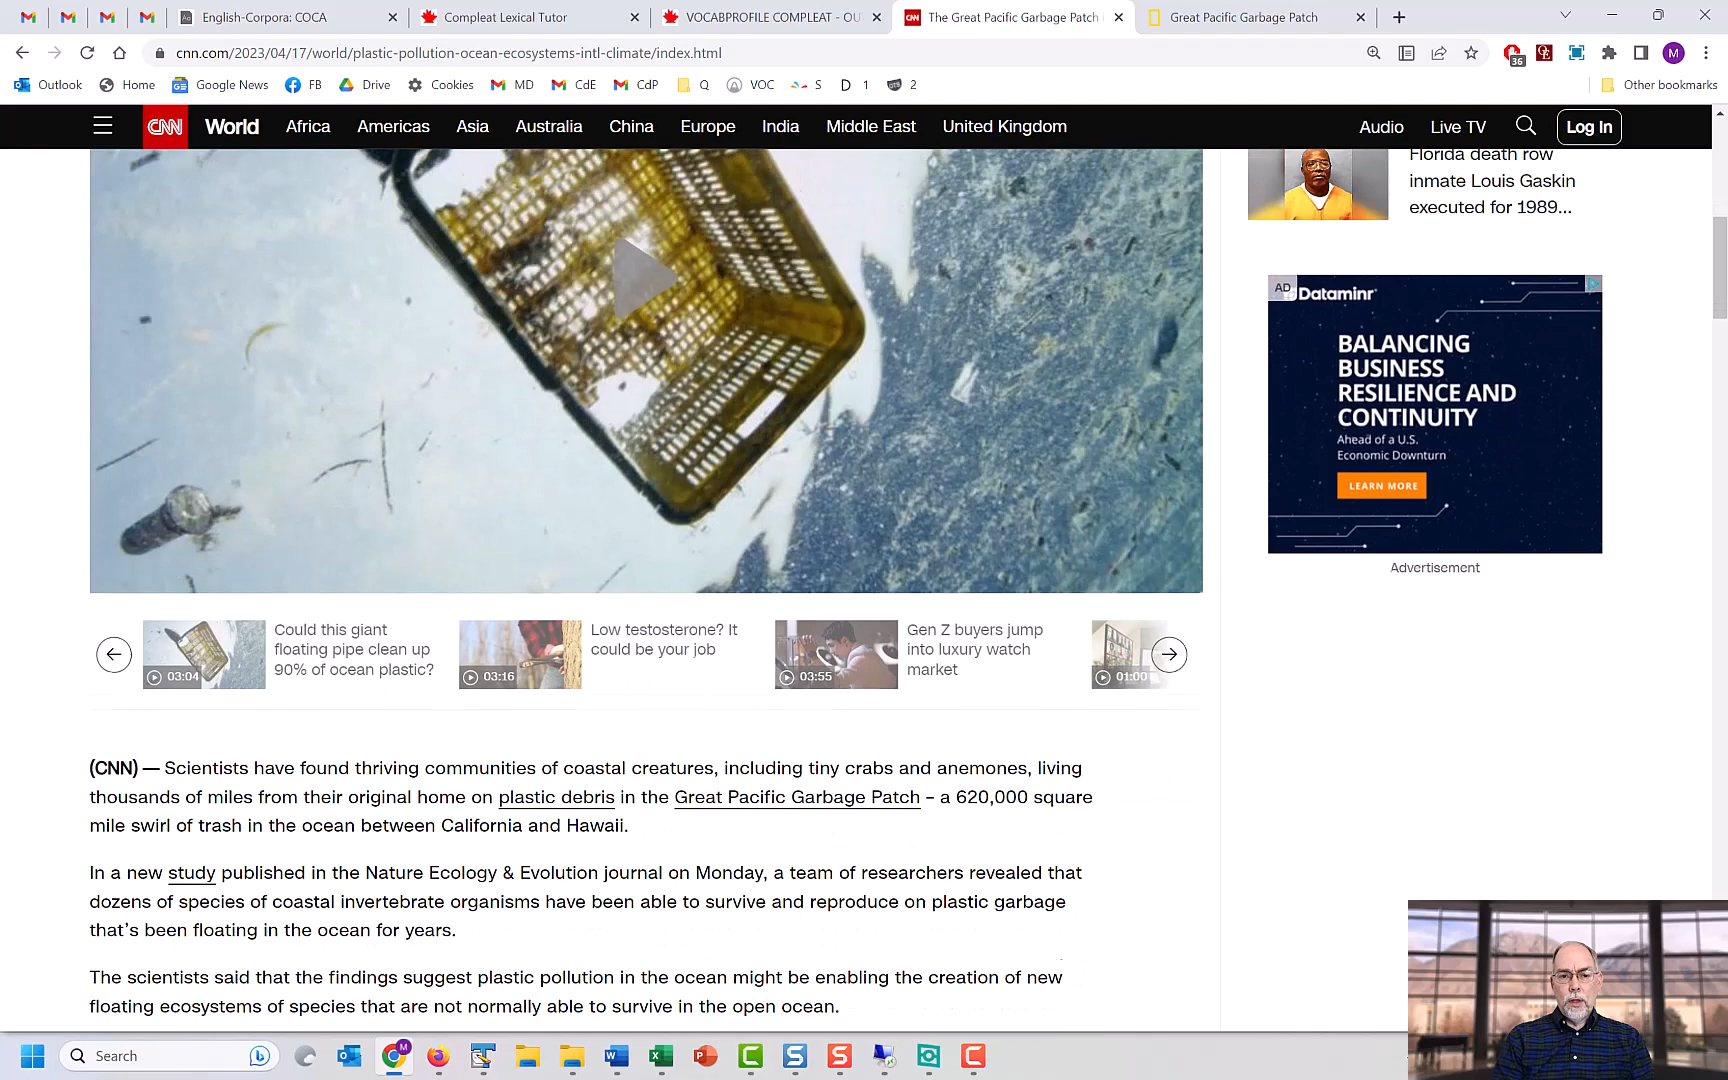 English-Corpora: COCA
Compleat Lexical Tutor
VOCABPROFILE COMPLEAT - OU
CNN
The Great Pacific Garbage Patch
Great Pacific Garbage Patch
cnn.com/2023/04/17/world/plastic-pollution-ocean-ecosystems-intl-climate/index.html
36
M
Outlook
Home
Google News
FB
Drive
Cookies
MD
CdE
CdP
Q
VOC
S
D 1
2
Other bookmarks
CNN
World
Africa
Americas
Asia
Australia
China
Europe
India
Middle East
United Kingdom
Audio
Live TV
Log In
Florida death row
inmate Louis Gaskin
executed for 1989...
AD
Dataminr
BALANCING
BUSINESS
RESILIENCE AND
CONTINUITY
Ahead of a U.S.
Economic Downturn
LEARN MORE
Advertisement
03:04
Could this giant
floating pipe clean up
90% of ocean plastic?
03:16
Low testosterone? It
could be your job
03:55
Gen Z buyers jump
into luxury watch
market
01:00
(CNN) — Scientists have found thriving communities of coastal creatures, including tiny crabs and anemones, living
thousands of miles from their original home on plastic debris in the Great Pacific Garbage Patch – a 620,000 square
mile swirl of trash in the ocean between California and Hawaii.
In a new study published in the Nature Ecology & Evolution journal on Monday, a team of researchers revealed that
dozens of species of coastal invertebrate organisms have been able to survive and reproduce on plastic garbage
that’s been floating in the ocean for years.
The scientists said that the findings suggest plastic pollution in the ocean might be enabling the creation of new
floating ecosystems of species that are not normally able to survive in the open ocean.
Search